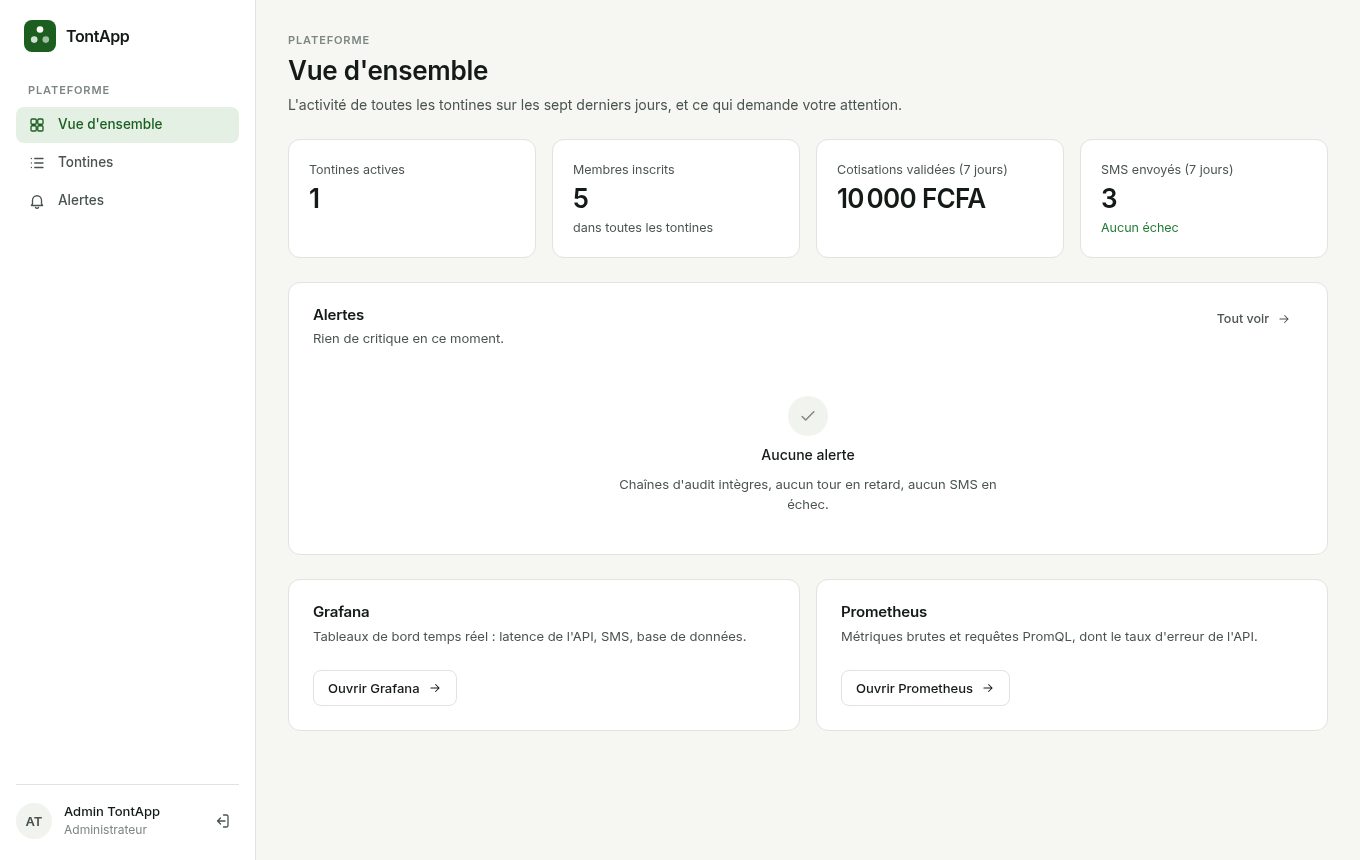 TontApp
PLATEFORME
Vue d'ensemble
Tontines
Alertes
PLATEFORME
Vue d'ensemble
L'activité de toutes les tontines sur les sept derniers jours, et ce qui demande votre attention.
Tontines actives
1
Membres inscrits
5
dans toutes les tontines
Cotisations validées (7 jours)
10 000 FCFA
SMS envoyés (7 jours)
3
Aucun échec
Alertes
Rien de critique en ce moment.
Tout voir →
Aucune alerte
Chaînes d'audit intègres, aucun tour en retard, aucun SMS en
échec.
Grafana
Tableaux de bord temps réel : latence de l'API, SMS, base de données.
Ouvrir Grafana →
Prometheus
Métriques brutes et requêtes PromQL, dont le taux d'erreur de l'API.
Ouvrir Prometheus →
AT
Admin TontApp
Administrateur